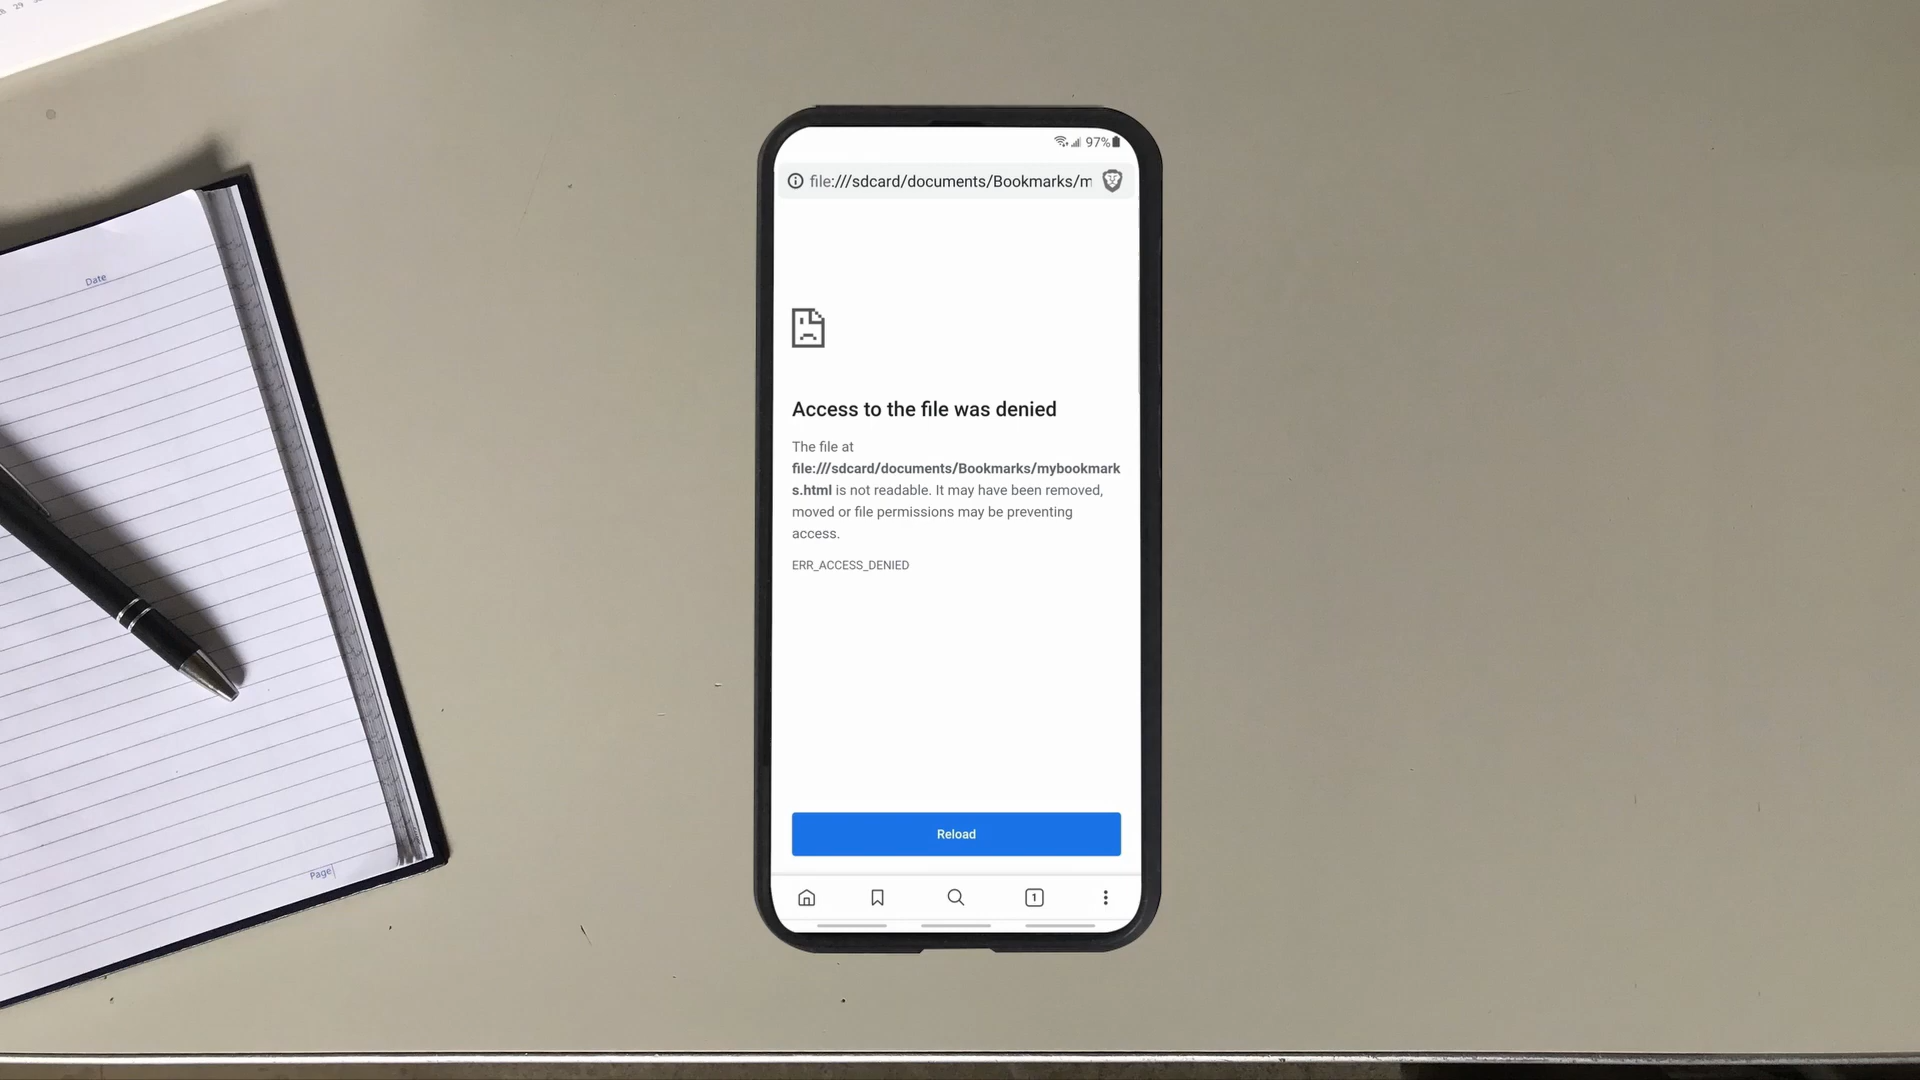 29
97%
file:///sdcard/documents/Bookmarks/m
Date
Access to the file was denied
The file at
file:///sdcard/documents/Bookmarks/mybookmark
s.html is not readable. It may have been removed,
moved or file permissions may be preventing
access.
ERR_ACCESS_DENIED
Reload
Page
1